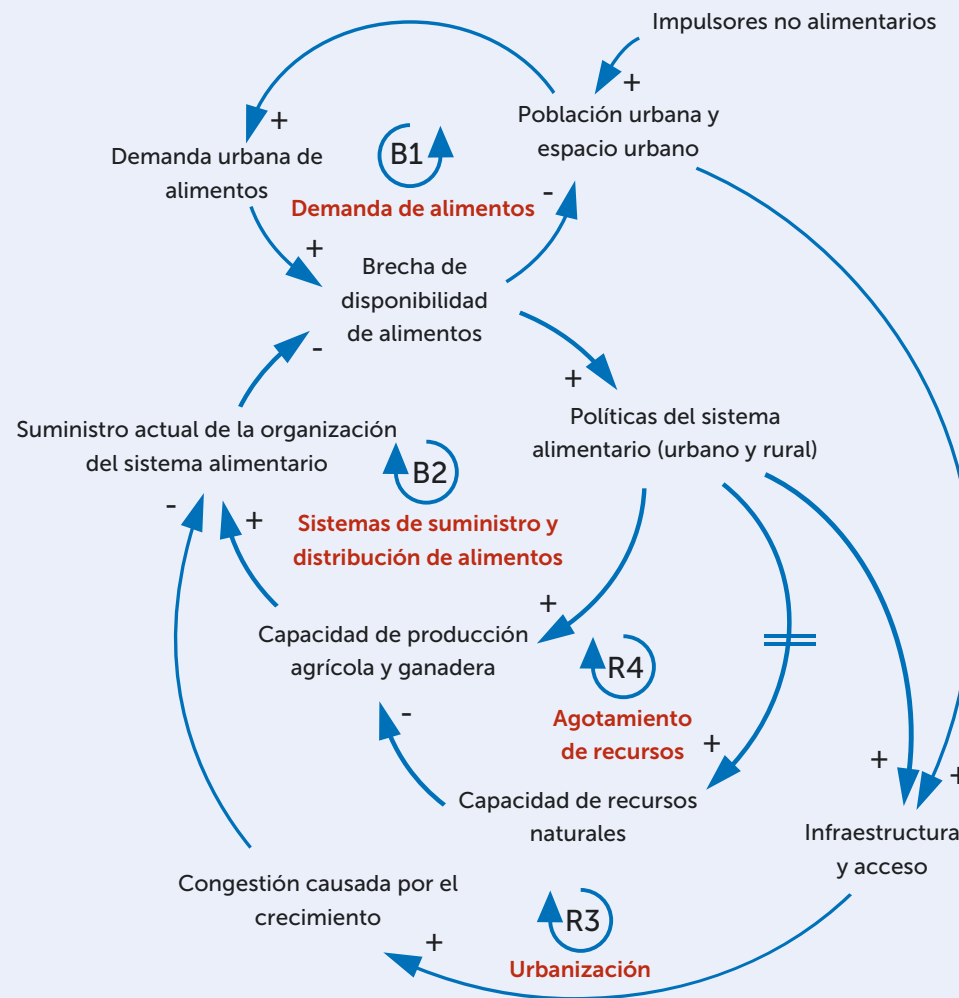 Impulsores no alimentarios
+
Población urbana y
espacio urbano
+
Demanda urbana de
alimentos
B1
Demanda de alimentos
-
+
Brecha de
disponibilidad
de alimentos
-
+
Políticas del sistema
alimentario (urbano y rural)
Suministro actual de la organización
del sistema alimentario
B2
-
+
Sistemas de suministro y
distribución de alimentos
+
Capacidad de producción
agrícola y ganadera
R4
-
Agotamiento
de recursos
+
+
+
Capacidad de recursos
naturales
Infraestructura
y acceso
Congestión causada por el
crecimiento
R3
+
Urbanización